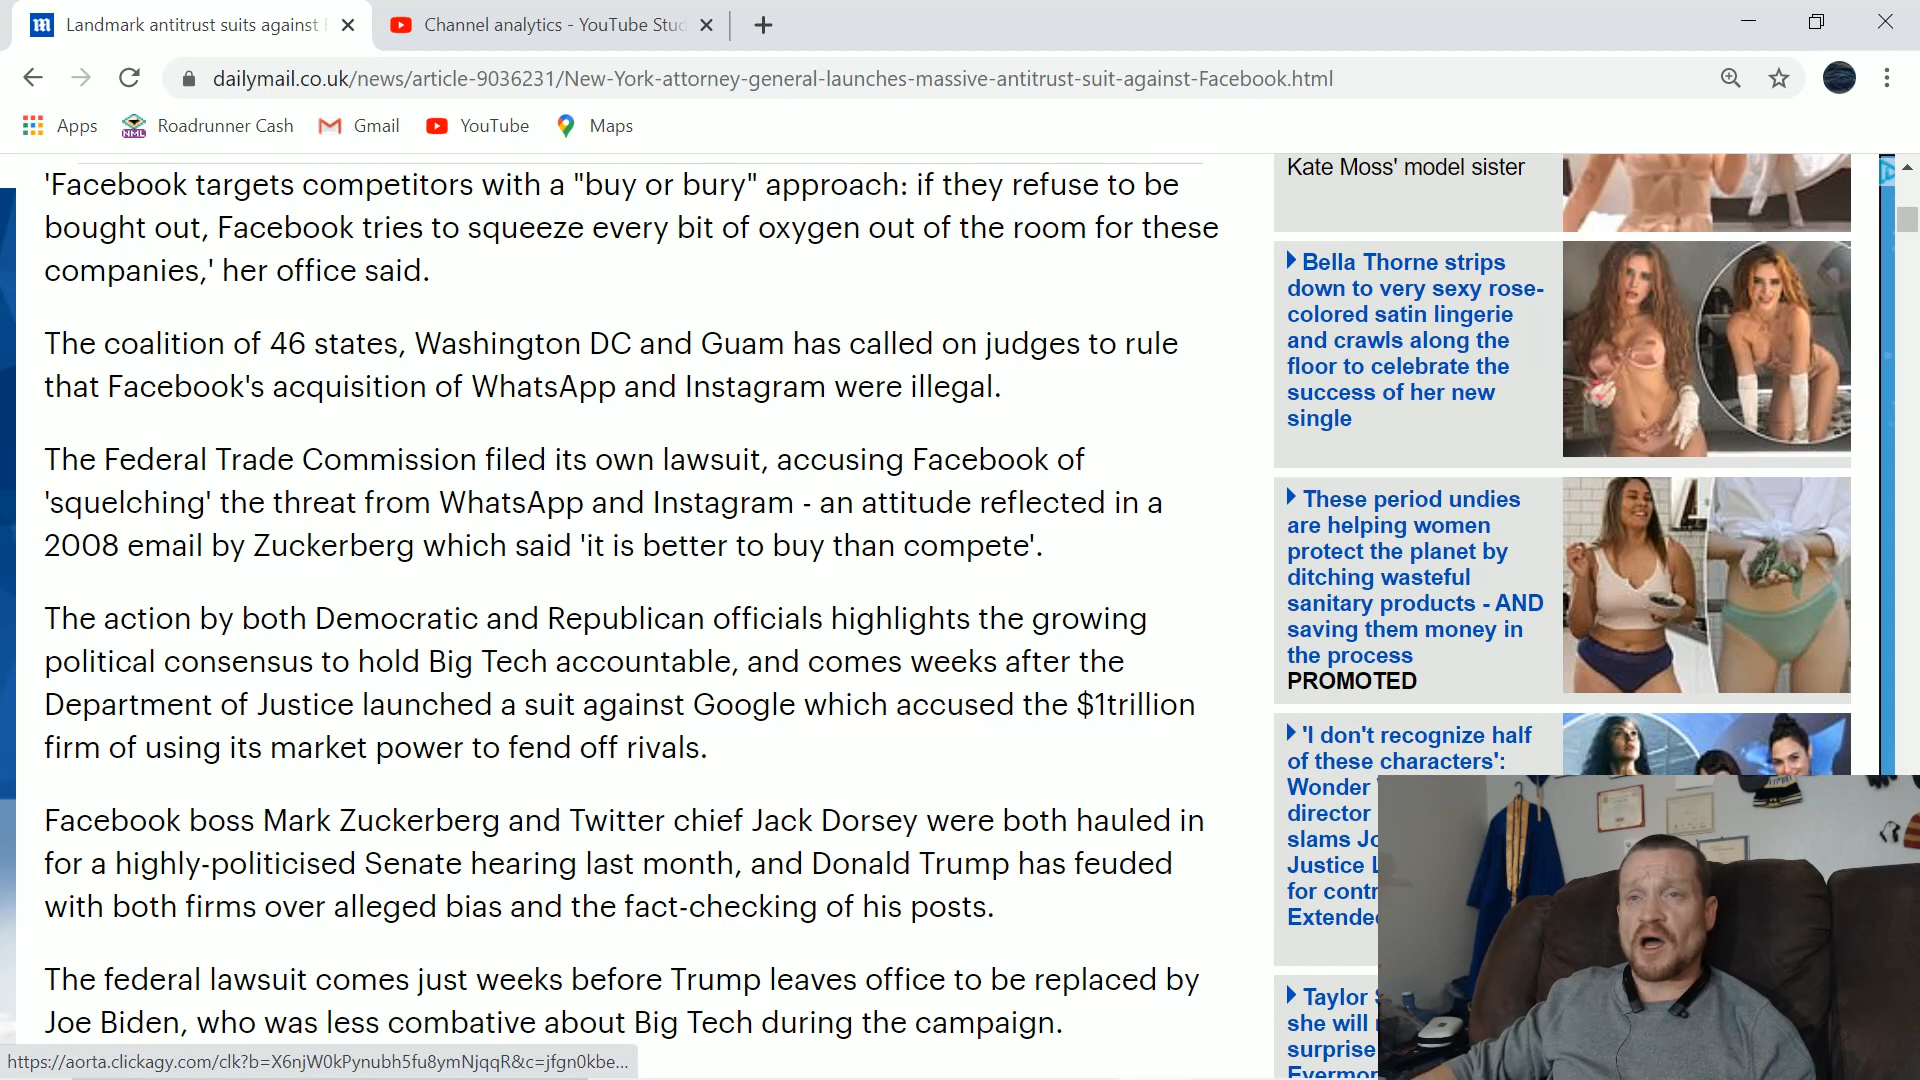 Landmark antitrust suits against
Channel analytics - YouTube Stud
dailymail.co.uk/news/article-9036231/New-York-attorney-general-launches-massive-antitrust-suit-against-Facebook.html
Apps
Roadrunner Cash
Gmail
YouTube
Maps
'Facebook targets competitors with a "buy or bury" approach: if they refuse to be
bought out, Facebook tries to squeeze every bit of oxygen out of the room for these
companies,' her office said.
The coalition of 46 states, Washington DC and Guam has called on judges to rule
that Facebook's acquisition of WhatsApp and Instagram were illegal.
The Federal Trade Commission filed its own lawsuit, accusing Facebook of
'squelching' the threat from WhatsApp and Instagram - an attitude reflected in a
2008 email by Zuckerberg which said 'it is better to buy than compete'.
The action by both Democratic and Republican officials highlights the growing
political consensus to hold Big Tech accountable, and comes weeks after the
Department of Justice launched a suit against Google which accused the $1trillion
firm of using its market power to fend off rivals.
Facebook boss Mark Zuckerberg and Twitter chief Jack Dorsey were both hauled in
for a highly-politicised Senate hearing last month, and Donald Trump has feuded
with both firms over alleged bias and the fact-checking of his posts.
The federal lawsuit comes just weeks before Trump leaves office to be replaced by
Joe Biden, who was less combative about Big Tech during the campaign.
https://aorta.clickagy.com/clk?b=X6njW0kPynubh5fu8ymNjqqR&c=jfgn0kbe...
Kate Moss' model sister
Bella Thorne strips
down to very sexy rose-
colored satin lingerie
and crawls along the
floor to celebrate the
success of her new
single
These period undies
are helping women
protect the planet by
ditching wasteful
sanitary products - AND
saving them money in
the process
PROMOTED
'I don't recognize half
of these characters':
Wonder
director
slams Jo
Justice L
for contr
Extended
Taylor S
she will
surprise
Evermor